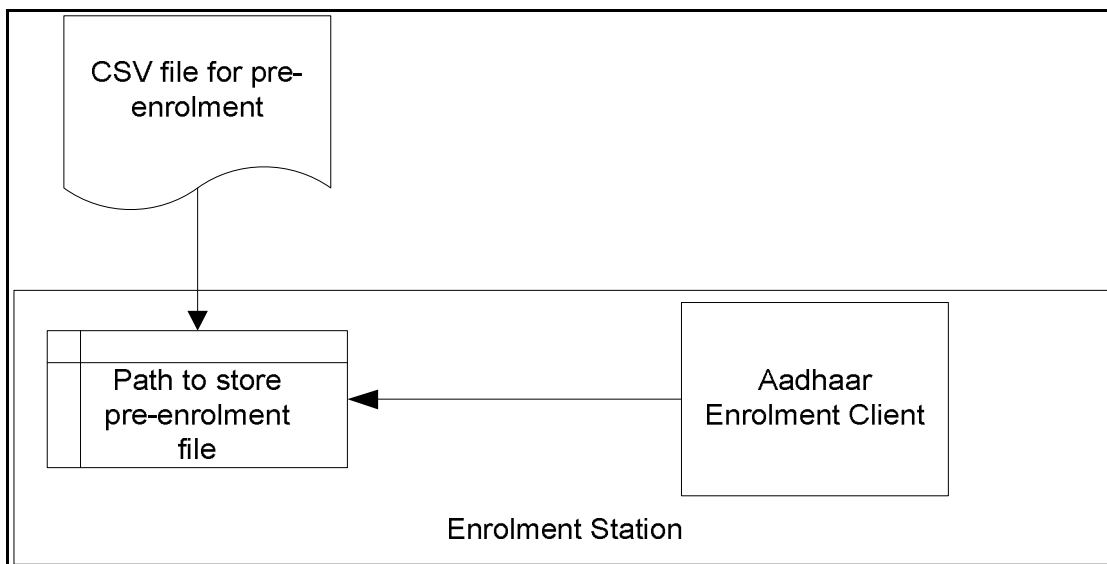 CSV file for pre-
enrolment
Path to store
pre-enrolment
file
Aadhaar
Enrolment Client
Enrolment Station